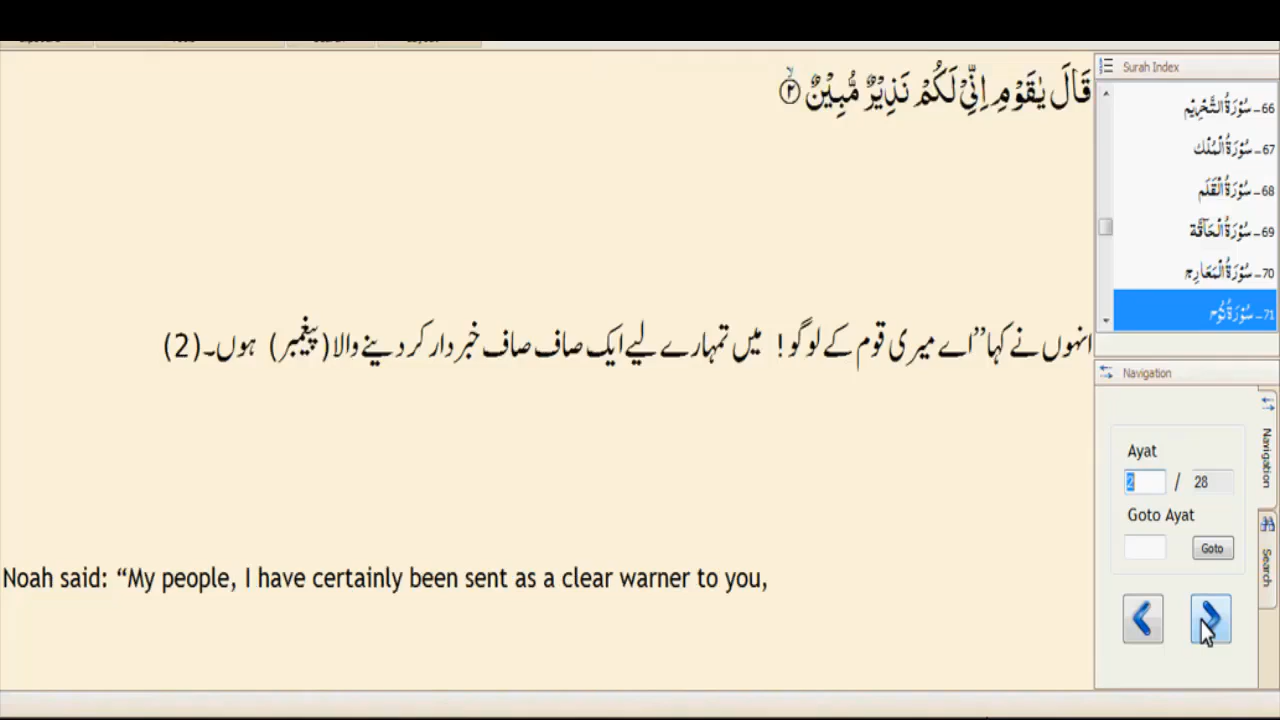 قَالَ يٰقَوْمِ اِنِّيْ لَكُمْ نَذِيْرٌ مُّبِيْنٌ ۙ۝۲
انہوں نے کہا”اے میری قوم کے لوگو! میں تمہارے لیے ایک صاف صاف خبردار کر دینے والا (پیغمبر) ہوں۔(2)
Noah said: “My people, I have certainly been sent as a clear warner to you,
Surah Index
66 - سُوْرَةُ التَّحْرِيْم
67 - سُوْرَةُ الْمُلْك
68 - سُوْرَةُ الْقَلَم
69 - سُوْرَةُ الْحَآقَّة
70 - سُوْرَةُ الْمَعَارِج
71 - سُوْرَةُ نُوْح
Navigation
Ayat
2 / 28
Goto Ayat
Goto
Navigation
Search